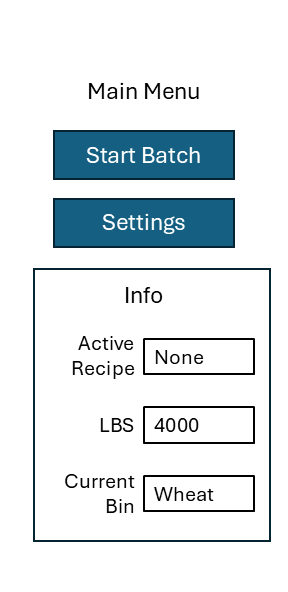 Main Menu
Start Batch
Settings
Info
Active
Recipe
None
LBS
4000
Current
Bin
Wheat